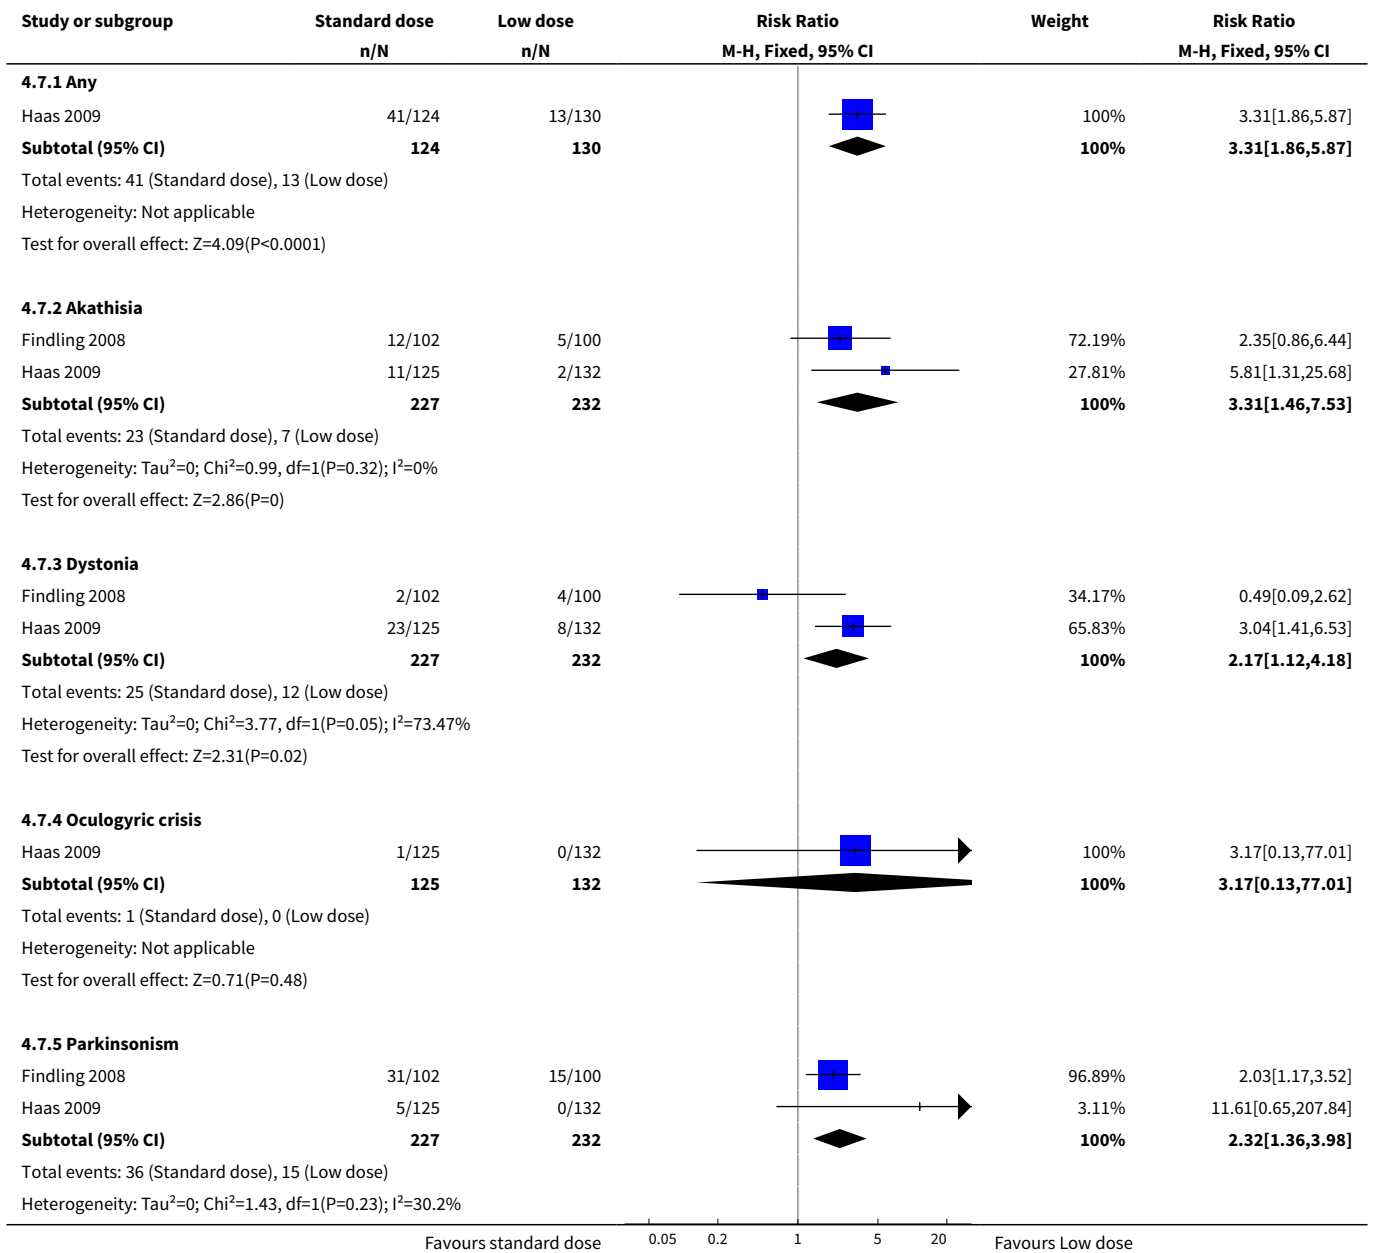 Study or subgroup Standard dose Low dose Risk Ratio Weight Risk Ratio
n/N n/N M-H, Fixed, 95% CI M-H, Fixed, 95% CI
4.7.1 Any
Haas 2009 41/124 13/130 100% 3.31[1.86,5.87]
Subtotal (95% CI) 124 130 100% 3.31[1.86,5.87]
Total events: 41 (Standard dose), 13 (Low dose)
Heterogeneity: Not applicable
Test for overall effect: Z=4.09(P<0.0001)
4.7.2 Akathisia
Findling 2008 12/102 5/100 72.19% 2.35[0.86,6.44]
Haas 2009 11/125 2/132 27.81% 5.81[1.31,25.68]
Subtotal (95% CI) 227 232 100% 3.31[1.46,7.53]
Total events: 23 (Standard dose), 7 (Low dose)
Heterogeneity: Tau²=0; Chi²=0.99, df=1(P=0.32); I²=0%
Test for overall effect: Z=2.86(P=0)
4.7.3 Dystonia
Findling 2008 2/102 4/100 34.17% 0.49[0.09,2.62]
Haas 2009 23/125 8/132 65.83% 3.04[1.41,6.53]
Subtotal (95% CI) 227 232 100% 2.17[1.12,4.18]
Total events: 25 (Standard dose), 12 (Low dose)
Heterogeneity: Tau²=0; Chi²=3.77, df=1(P=0.05); I²=73.47%
Test for overall effect: Z=2.31(P=0.02)
4.7.4 Oculogyric crisis
Haas 2009 1/125 0/132 100% 3.17[0.13,77.01]
Subtotal (95% CI) 125 132 100% 3.17[0.13,77.01]
Total events: 1 (Standard dose), 0 (Low dose)
Heterogeneity: Not applicable
Test for overall effect: Z=0.71(P=0.48)
4.7.5 Parkinsonism
Findling 2008 31/102 15/100 96.89% 2.03[1.17,3.52]
Haas 2009 5/125 0/132 3.11% 11.61[0.65,207.84]
Subtotal (95% CI) 227 232 100% 2.32[1.36,3.98]
Total events: 36 (Standard dose), 15 (Low dose)
Heterogeneity: Tau²=0; Chi²=1.43, df=1(P=0.23); I²=30.2%
Favours standard dose 0.05 0.2 1 5 20 Favours Low dose